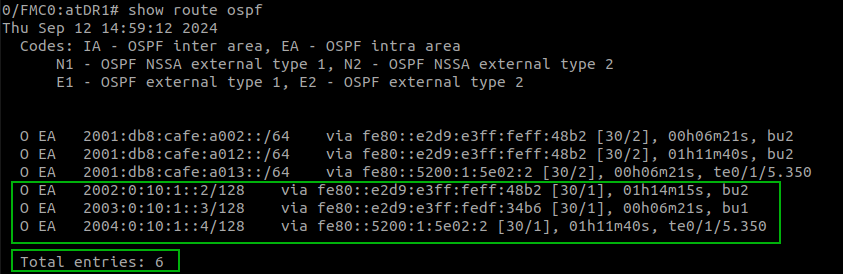 0/FMC0:atDR1# show route ospf
Thu Sep 12 14:59:12 2024
Codes: IA - OSPF inter area, EA - OSPF intra area
N1 - OSPF NSSA external type 1, N2 - OSPF NSSA external type 2
E1 - OSPF external type 1, E2 - OSPF external type 2
O EA 2001:db8:cafe:a002::/64 via fe80::e2d9:e3ff:feff:48b2 [30/2], 00h06m21s, bu2
O EA 2001:db8:cafe:a012::/64 via fe80::e2d9:e3ff:feff:48b2 [30/2], 01h11m40s, bu2
O EA 2001:db8:cafe:a013::/64 via fe80::5200:1:5e02:2 [30/2], 00h06m21s, te0/1/5.350
O EA 2002:0:10:1::2/128 via fe80::e2d9:e3ff:feff:48b2 [30/1], 01h14m15s, bu2
O EA 2003:0:10:1::3/128 via fe80::e2d9:e3ff:fedf:34b6 [30/1], 00h06m21s, bu1
O EA 2004:0:10:1::4/128 via fe80::5200:1:5e02:2 [30/1], 01h11m40s, te0/1/5.350
Total entries: 6